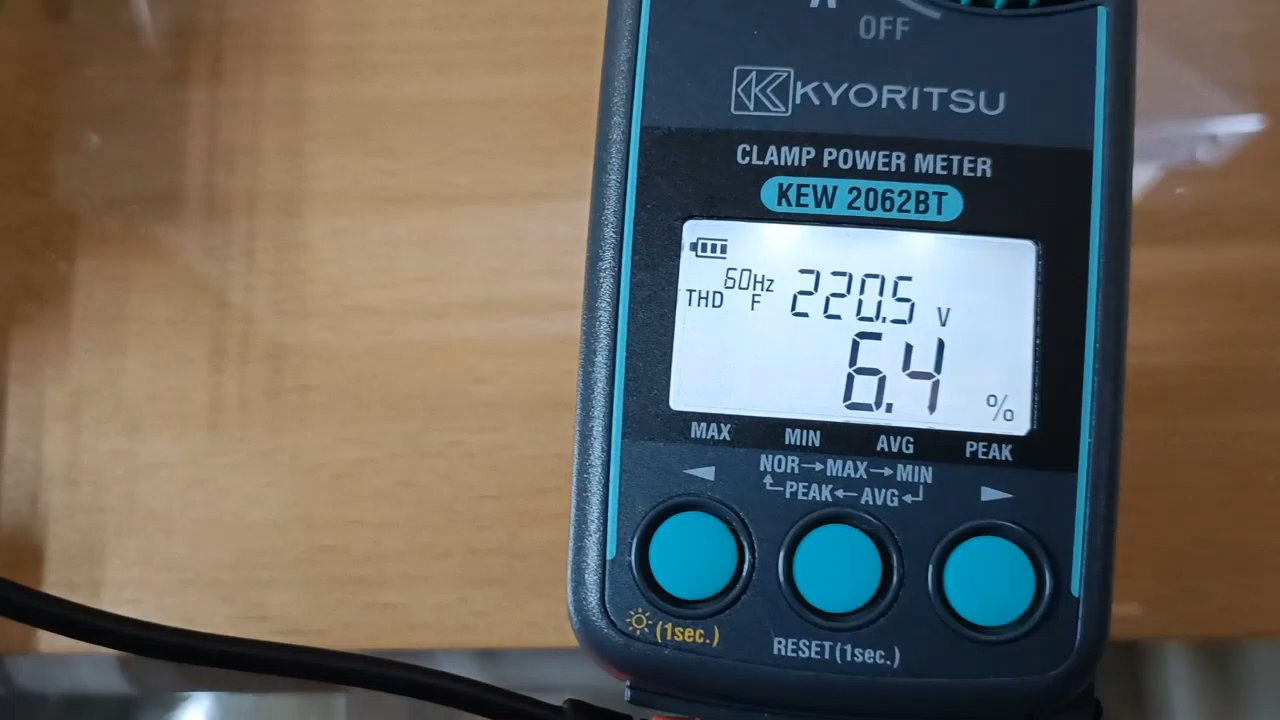 OFF
KYORITSU
CLAMP POWER METER
KEW 2062BT
60Hz
THD F 220.5 V
6.4 %
MAX MIN AVG PEAK
NOR→MAX→MIN
PEAK←AVG
(1sec.)
RESET(1sec.)